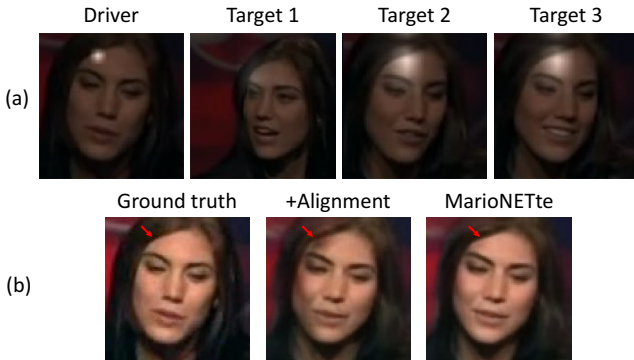 Driver Target 1 Target 2 Target 3
(a)
Ground truth +Alignment MarioNETte
(b)